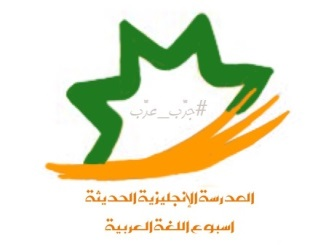 #جرّب_عرّب
المدرسة الإنجليزية الحديثة
اسبوع اللغة العربية